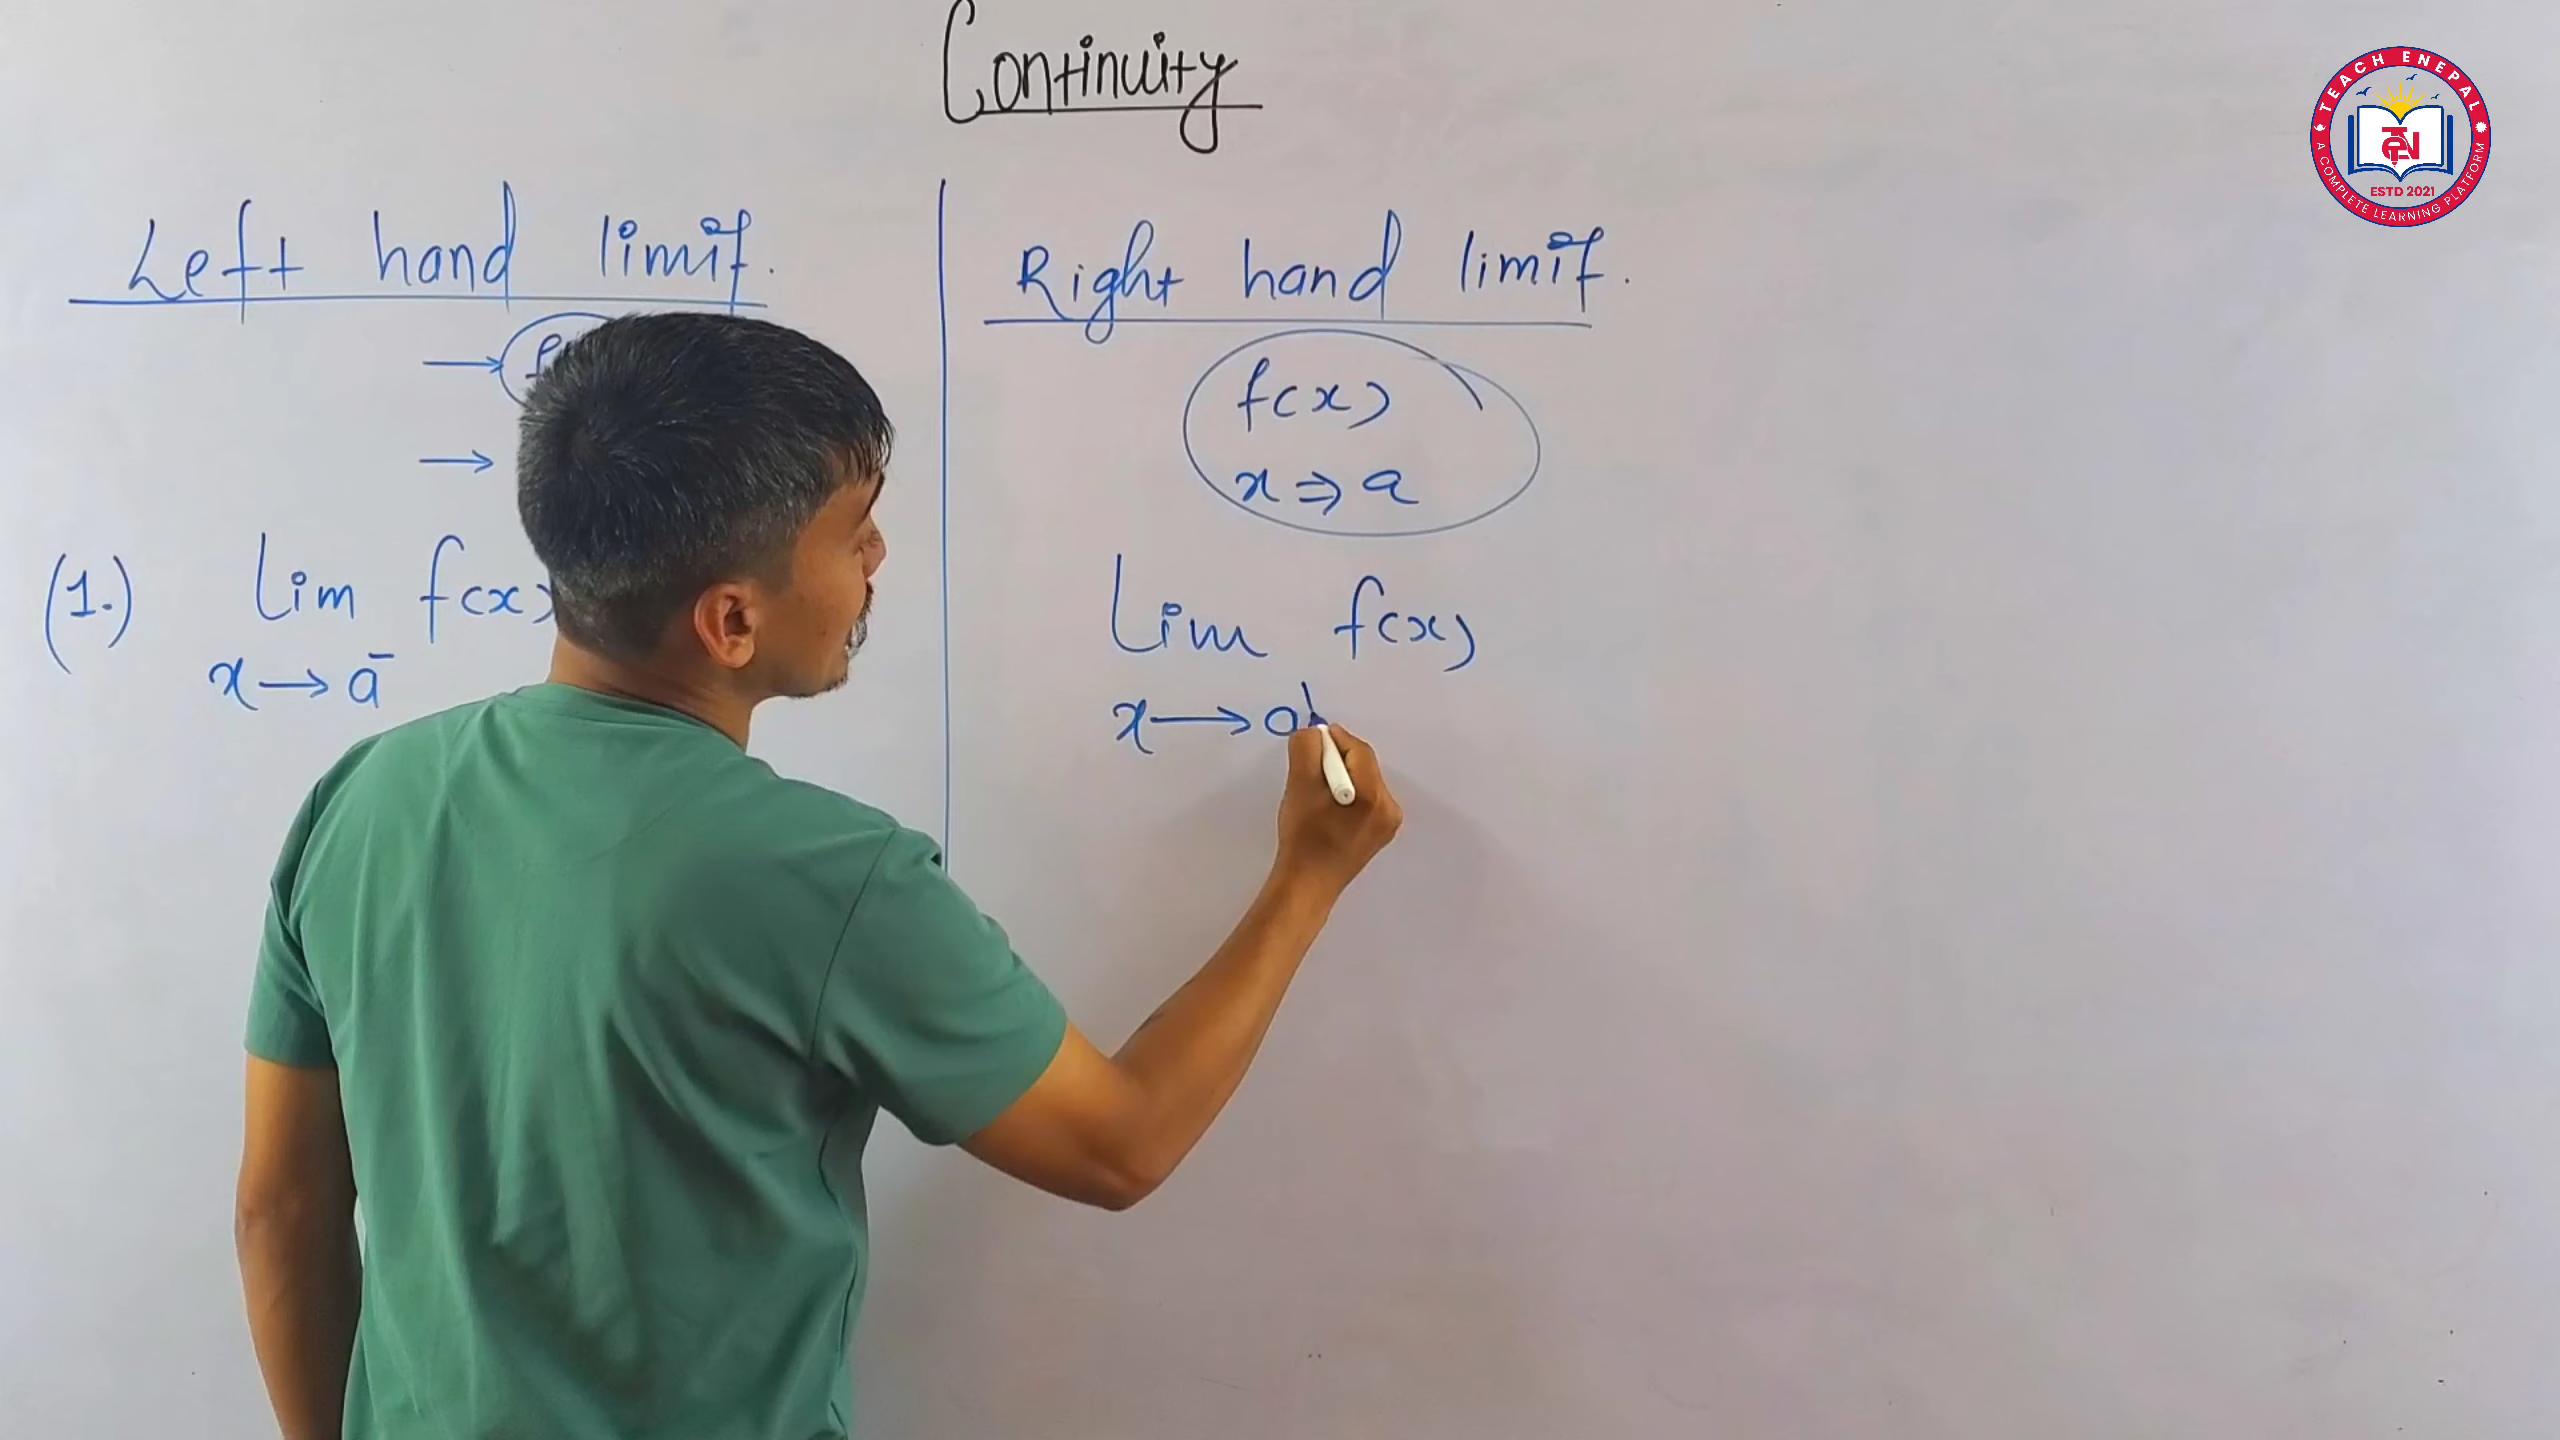 Continuity
Left hand limit.
→
→
(1.) Lim f(x)
x → a⁻
Right hand limit.
f(x)
x ⇒ a
Lim f(x)
x → a
TEACH ENEPAL
ESTD 2021
A COMPLETE LEARNING PLATFORM